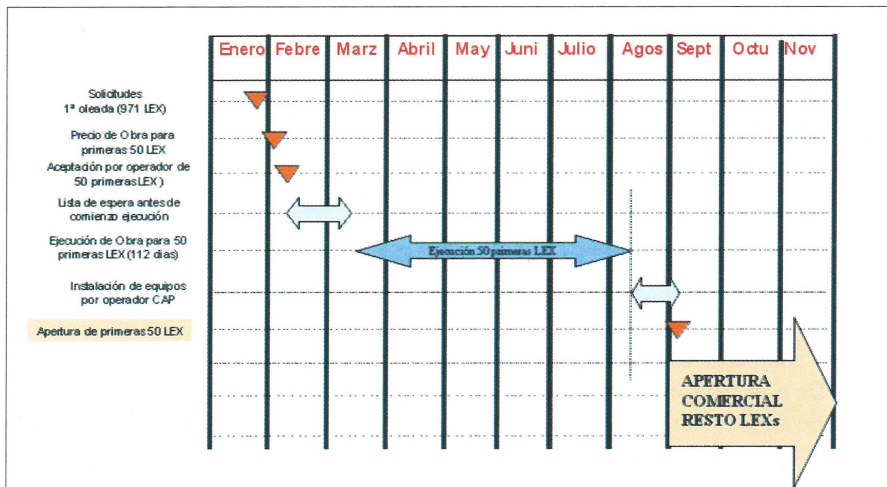 Enero Febre Marz Abril May Juni Julio Agos Sept Octu Nov
Solicitudes
1ª oleada (971 LEX)
Precio de Obra para
primeras 50 LEX
Aceptación por operador de
50 primeras LEX )
Lista de espera antes de
comienzo ejecución
Ejecución de Obra para 50
primeras LEX (112 dias)
Ejecución 50 primeras LEX
Instalación de equipos
por operador CAP
Apertura de primeras 50 LEX
APERTURA
COMERCIAL
RESTO LEXs